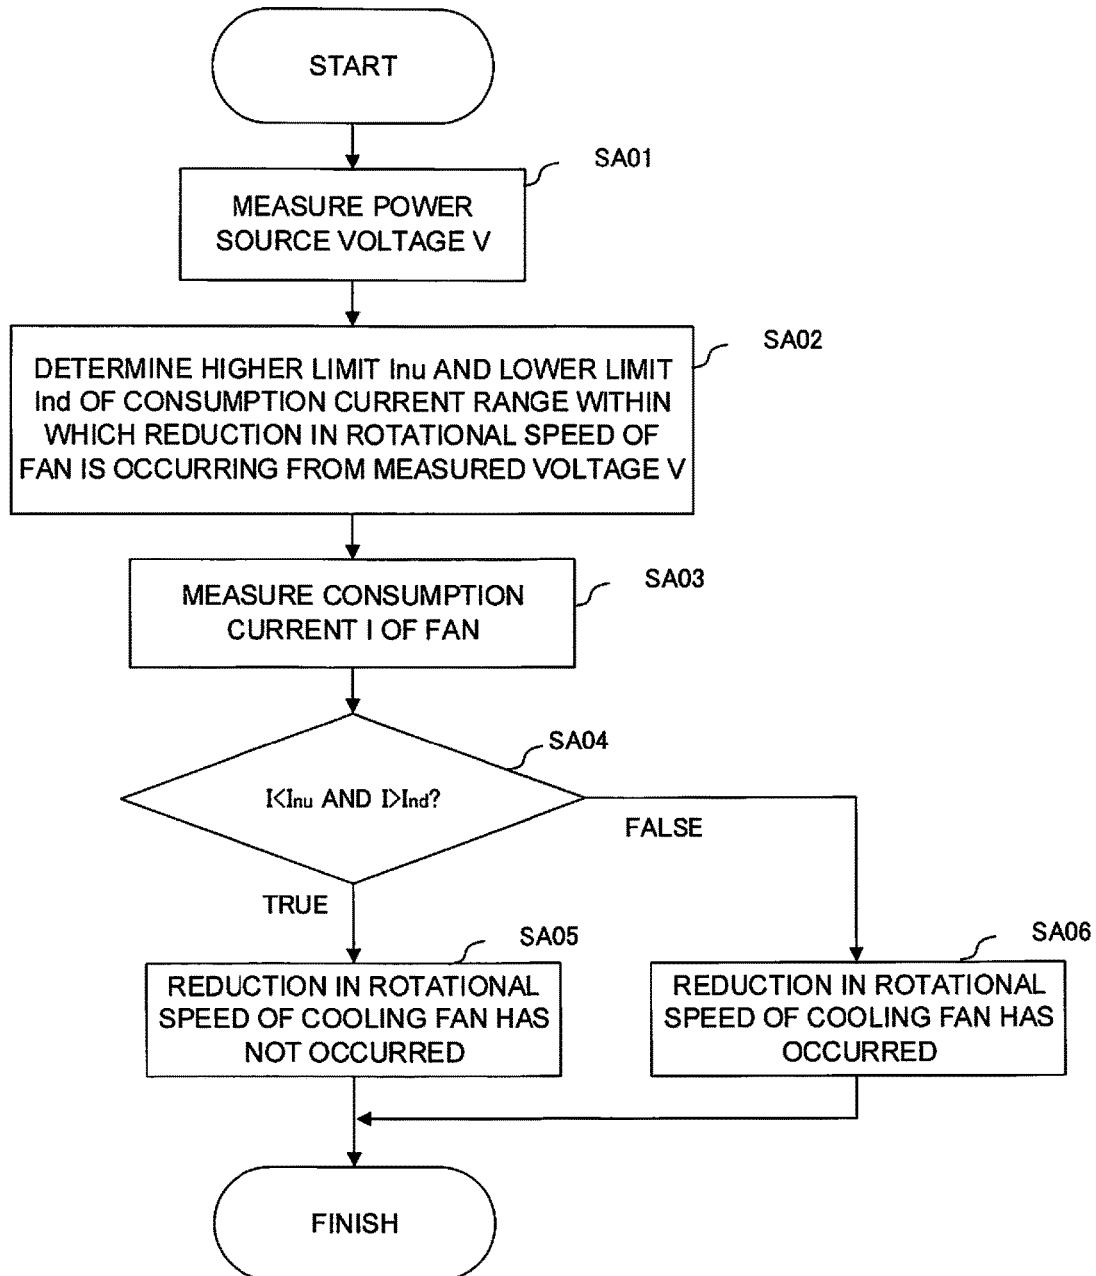 START
SA01
MEASURE POWER
SOURCE VOLTAGE V
SA02
DETERMINE HIGHER LIMIT Inu AND LOWER LIMIT
Ind OF CONSUMPTION CURRENT RANGE WITHIN
WHICH REDUCTION IN ROTATIONAL SPEED OF
FAN IS OCCURRING FROM MEASURED VOLTAGE V
SA03
MEASURE CONSUMPTION
CURRENT I OF FAN
SA04
I<Inu AND I>Ind?
FALSE
TRUE
SA05
REDUCTION IN ROTATIONAL
SPEED OF COOLING FAN HAS
NOT OCCURRED
SA06
REDUCTION IN ROTATIONAL
SPEED OF COOLING FAN HAS
OCCURRED
FINISH